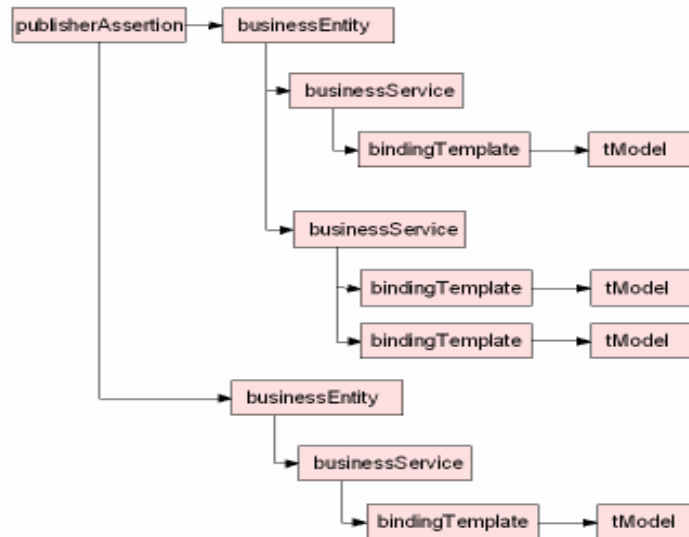 publisherAssertion businessEntity
businessService
bindingTemplate tModel
businessService
bindingTemplate tModel
bindingTemplate tModel
businessEntity
businessService
bindingTemplate tModel